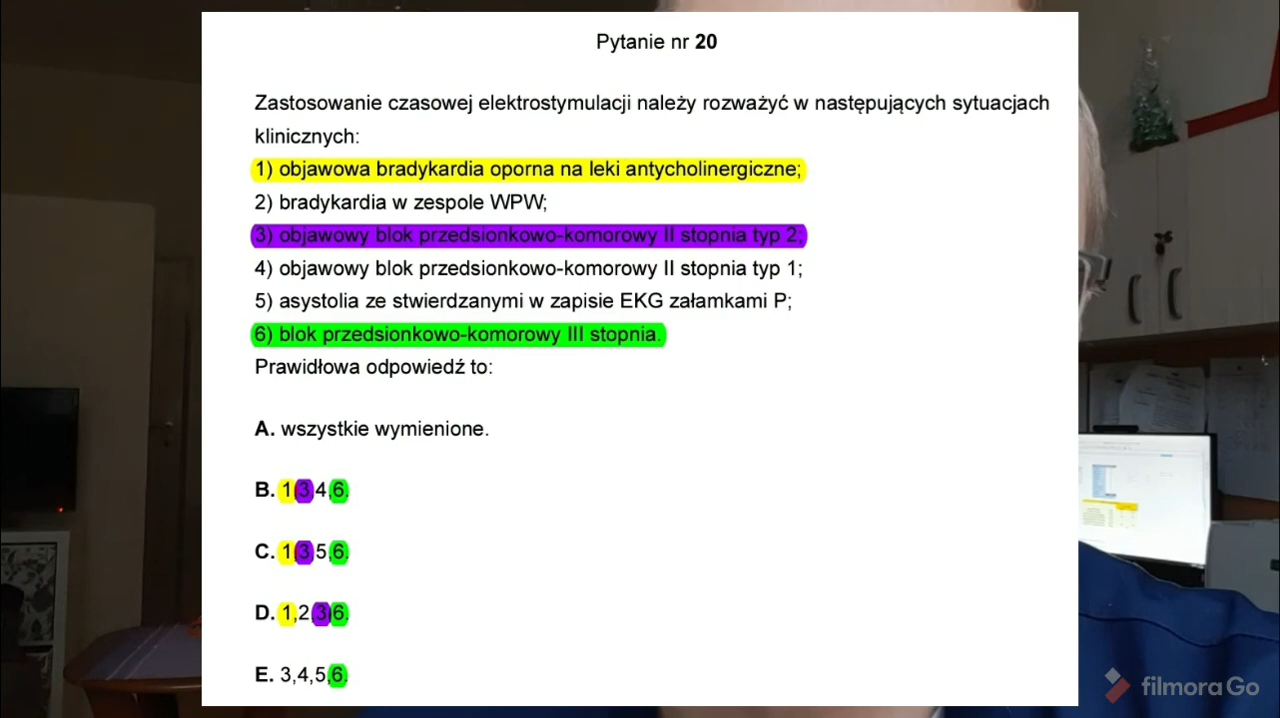 Pytanie nr 20
Zastosowanie czasowej elektrostymulacji należy rozważyć w następujących sytuacjach
klinicznych:
1) objawowa bradykardia oporna na leki antycholinergiczne;
2) bradykardia w zespole WPW;
3) objawowy blok przedsionkowo-komorowy II stopnia typ 2;
4) objawowy blok przedsionkowo-komorowy II stopnia typ 1;
5) asystolia ze stwierdzanymi w zapisie EKG załamkami P;
6) blok przedsionkowo-komorowy III stopnia.
Prawidłowa odpowiedź to:
A. wszystkie wymienione.
B. 1,3,4,6.
C. 1,3,5,6.
D. 1,2,3,6.
E. 3,4,5,6.
filmoraGo